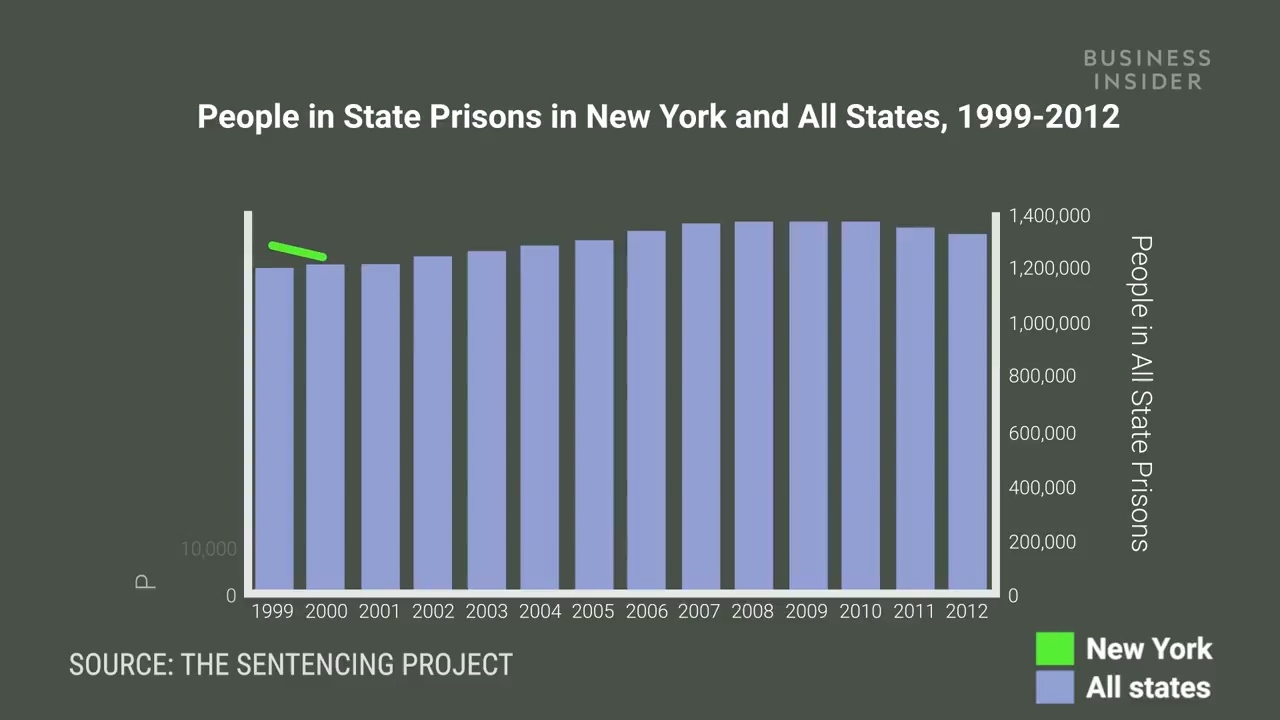 BUSINESS
INSIDER
People in State Prisons in New York and All States, 1999-2012
1,400,000
1,200,000
1,000,000
800,000
600,000
400,000
200,000
0
People in All State Prisons
10,000
0
P
1999 2000 2001 2002 2003 2004 2005 2006 2007 2008 2009 2010 2011 2012
SOURCE: THE SENTENCING PROJECT
New York
All states